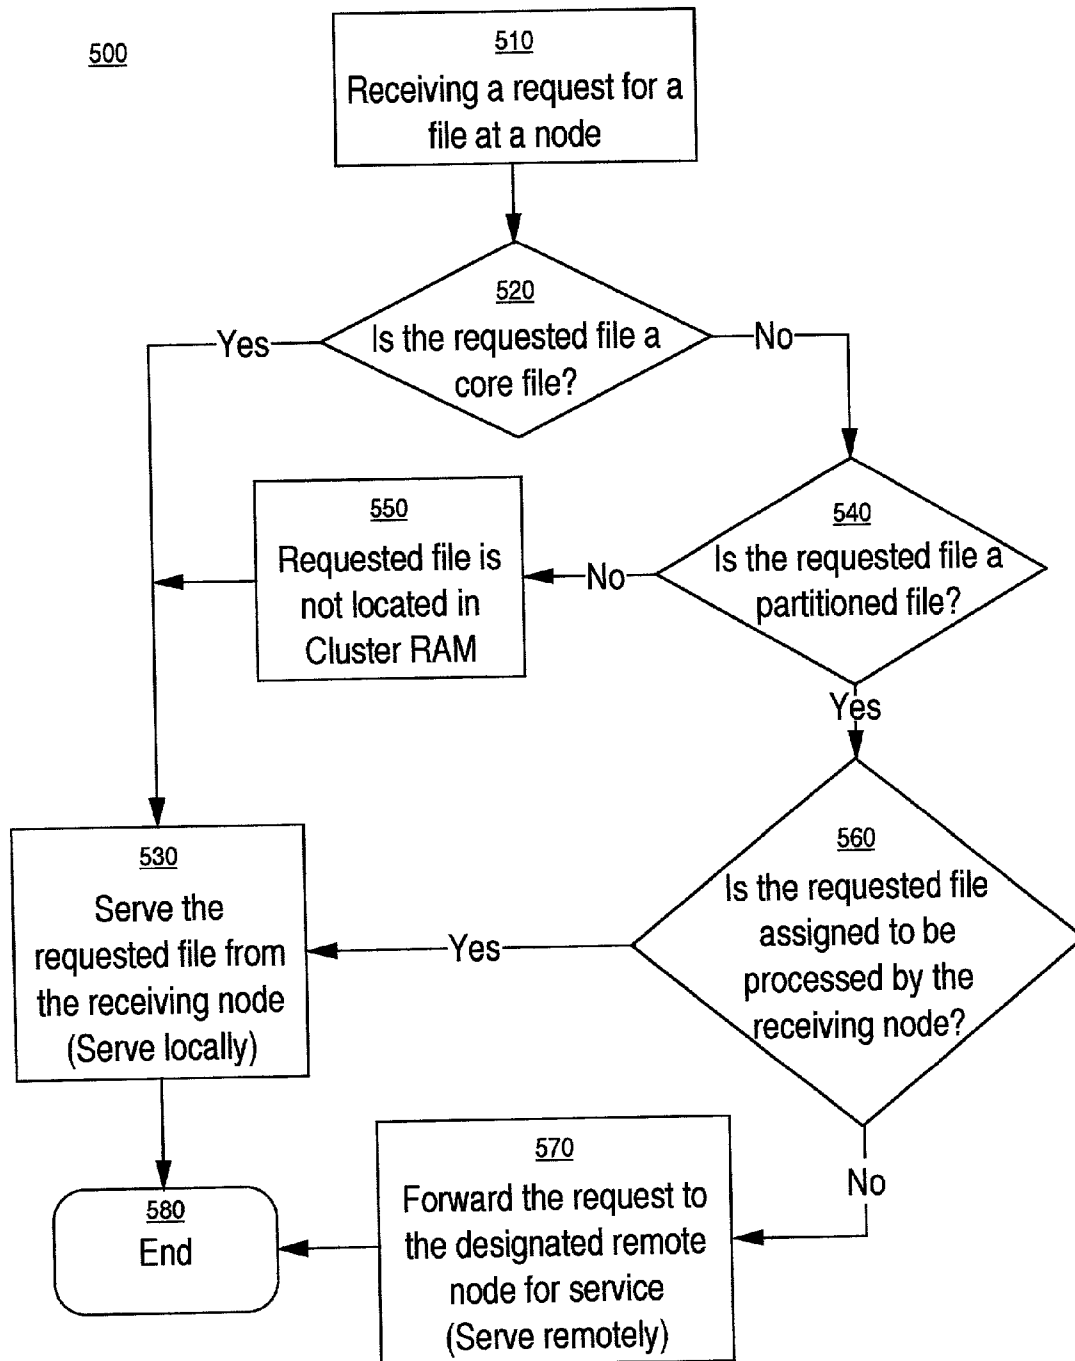 500
510
Receiving a request for a
file at a node
520
Is the requested file a
core file?
Yes
No
540
Is the requested file a
partitioned file?
550
Requested file is
not located in
Cluster RAM
No
Yes
560
Is the requested file
assigned to be
processed by the
receiving node?
530
Serve the
requested file from
the receiving node
(Serve locally)
Yes
No
570
Forward the request to
the designated remote
node for service
(Serve remotely)
580
End